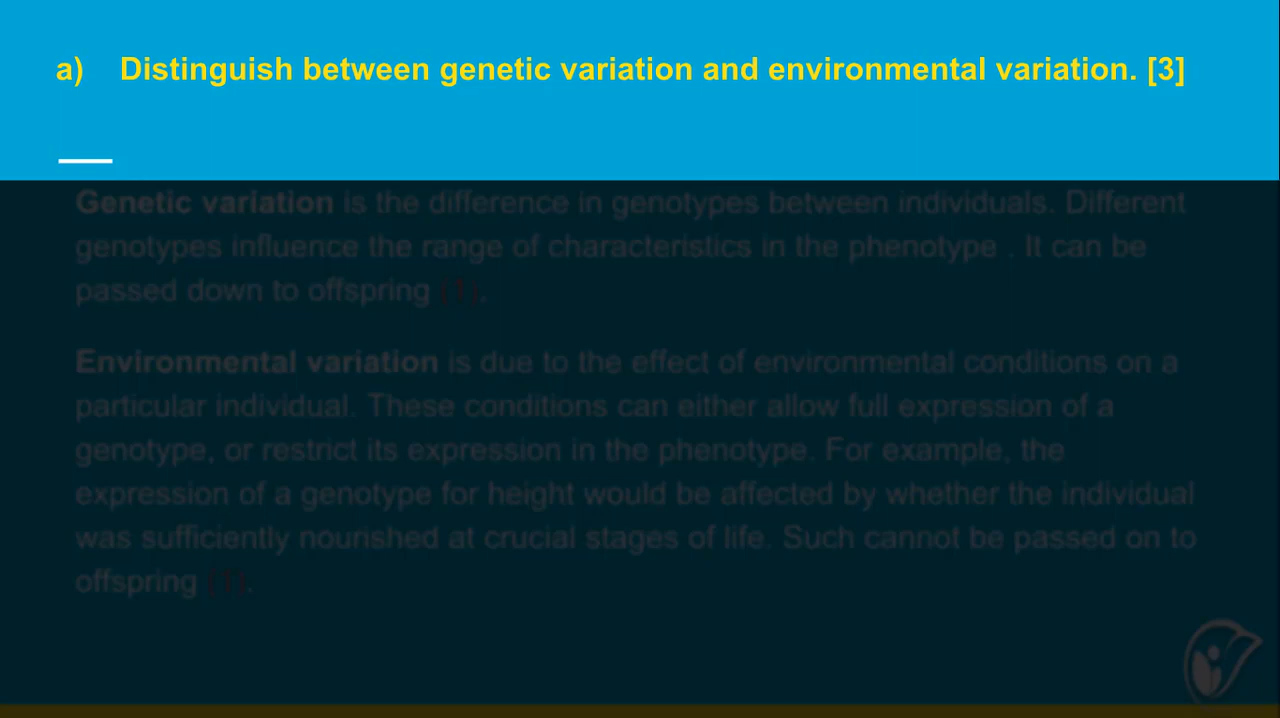 a) Distinguish between genetic variation and environmental variation. [3]
Genetic variation is the difference in genotypes between individuals. Different
genotypes influence the range of characteristics in the phenotype . It can be
passed down to offspring (1).
Environmental variation is due to the effect of environmental conditions on a
particular individual. These conditions can either allow full expression of a
genotype, or restrict its expression in the phenotype. For example, the
expression of a genotype for height would be affected by whether the individual
was sufficiently nourished at crucial stages of life. Such cannot be passed on to
offspring (1).